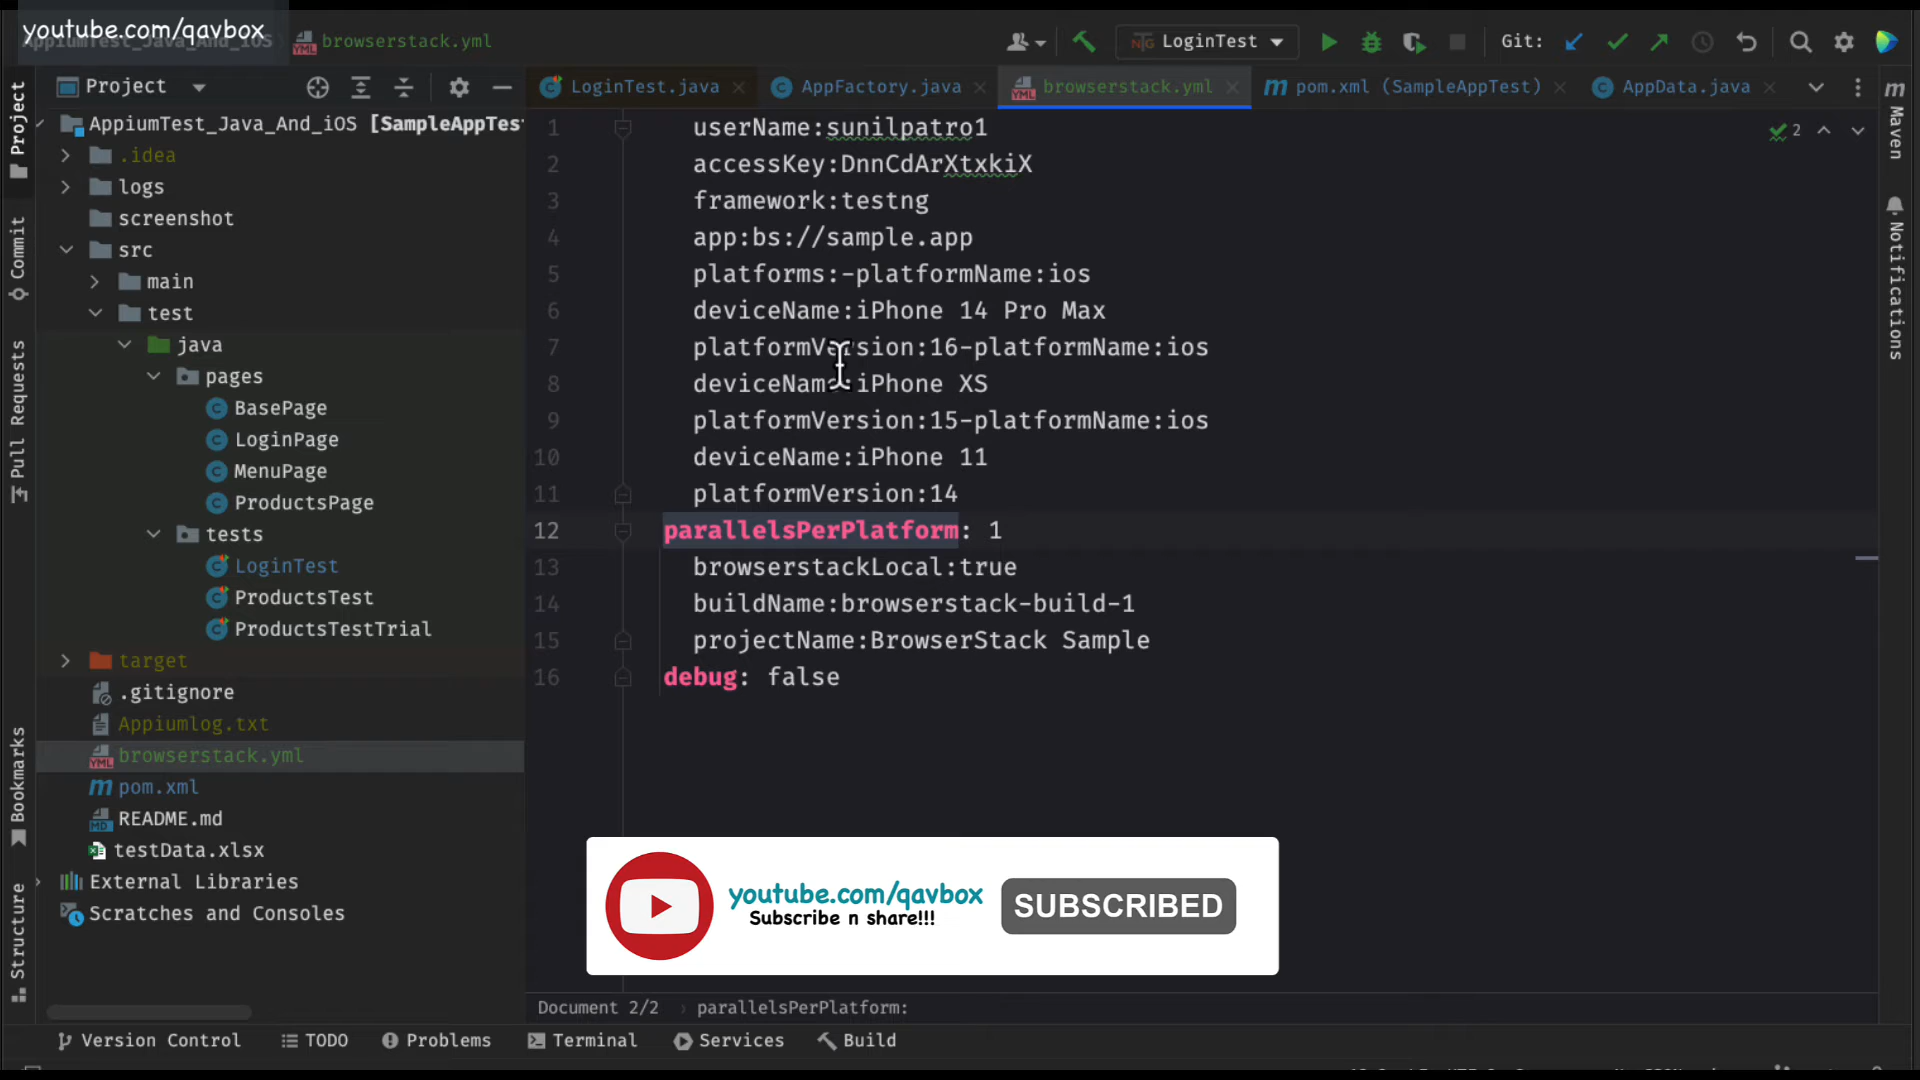 youtube.com/qavbox
AppiumTest_Java_And_iOS
browserstack.yml
LoginTest
Git:
Project
LoginTest.java
AppFactory.java
browserstack.yml
pom.xml (SampleAppTest)
AppData.java
AppiumTest_Java_And_iOS [SampleAppTes
.idea
logs
screenshot
src
main
test
java
pages
BasePage
LoginPage
MenuPage
ProductsPage
tests
LoginTest
ProductsTest
ProductsTestTrial
target
.gitignore
Appiumlog.txt
browserstack.yml
pom.xml
README.md
testData.xlsx
External Libraries
Scratches and Consoles
Project
Commit
Pull Requests
Bookmarks
Structure
1 userName:sunilpatro1
2 accessKey:DnnCdArXtxkiX
3 framework:testng
4 app:bs://sample.app
5 platforms:-platformName:ios
6 deviceName:iPhone 14 Pro Max
7 platformVersion:16-platformName:ios
8 deviceName:iPhone XS
9 platformVersion:15-platformName:ios
10 deviceName:iPhone 11
11 platformVersion:14
12 parallelsPerPlatform: 1
13 browserstackLocal:true
14 buildName:browserstack-build-1
15 projectName:BrowserStack Sample
16 debug: false
2
Maven
Notifications
youtube.com/qavbox
Subscribe n share!!!
SUBSCRIBED
Document 2/2 parallelsPerPlatform:
Version Control
TODO
Problems
Terminal
Services
Build